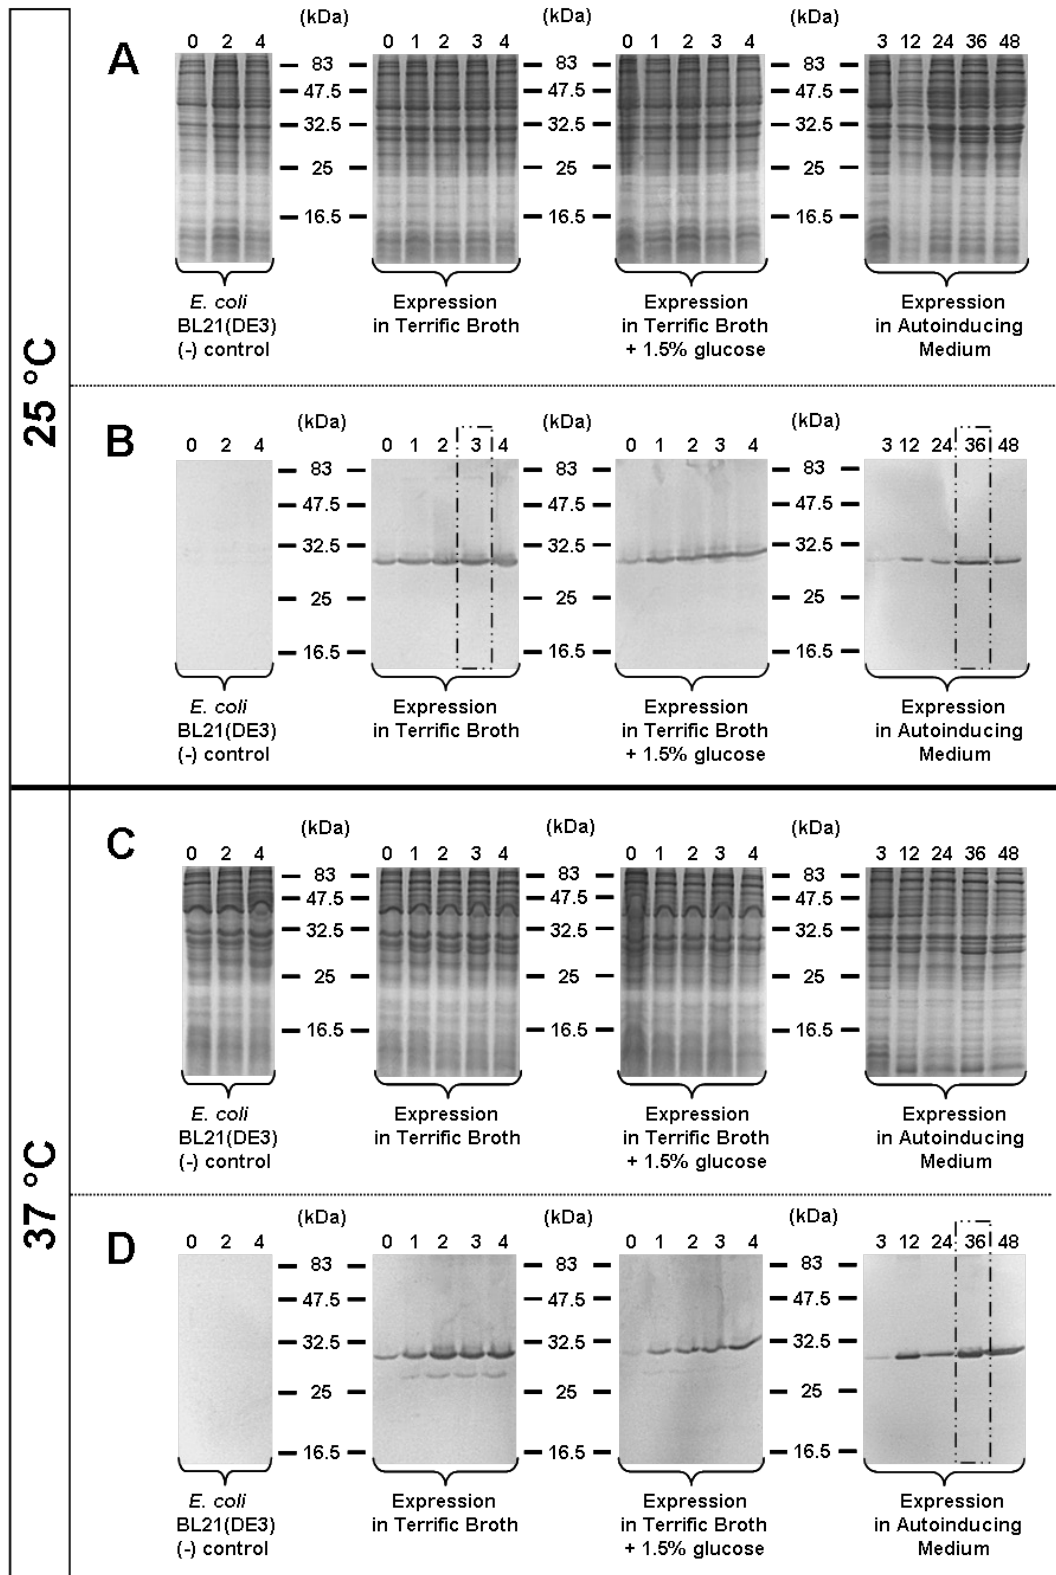 25 °C
A
(kDa) (kDa) (kDa)
0 2 4 0 1 2 3 4 0 1 2 3 4 3 12 24 36 48
83 83 83
47.5 47.5 47.5
32.5 32.5 32.5
25 25 25
16.5 16.5 16.5
E. coli Expression Expression Expression
BL21(DE3) in Terrific Broth in Terrific Broth in Autoinducing
(-) control + 1.5% glucose Medium
B
(kDa) (kDa) (kDa)
0 2 4 0 1 2 3 4 0 1 2 3 4 3 12 24 36 48
83 83 83
47.5 47.5 47.5
32.5 32.5 32.5
25 25 25
16.5 16.5 16.5
E. coli Expression Expression Expression
BL21(DE3) in Terrific Broth in Terrific Broth in Autoinducing
(-) control + 1.5% glucose Medium
37 °C
C
(kDa) (kDa) (kDa)
0 2 4 0 1 2 3 4 0 1 2 3 4 3 12 24 36 48
83 83 83
47.5 47.5 47.5
32.5 32.5 32.5
25 25 25
16.5 16.5 16.5
E. coli Expression Expression Expression
BL21(DE3) in Terrific Broth in Terrific Broth in Autoinducing
(-) control + 1.5% glucose Medium
D
(kDa) (kDa) (kDa)
0 2 4 0 1 2 3 4 0 1 2 3 4 3 12 24 36 48
83 83 83
47.5 47.5 47.5
32.5 32.5 32.5
25 25 25
16.5 16.5 16.5
E. coli Expression Expression Expression
BL21(DE3) in Terrific Broth in Terrific Broth in Autoinducing
(-) control + 1.5% glucose Medium